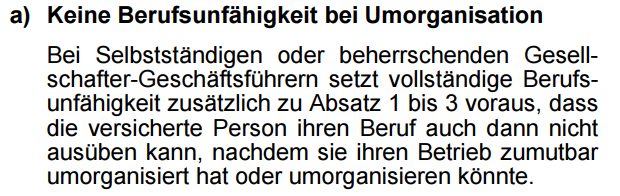 a) Keine Berufsunfähigkeit bei Umorganisation
Bei Selbstständigen oder beherrschenden Gesell-
schafter-Geschäftsführern setzt vollständige Berufs-
unfähigkeit zusätzlich zu Absatz 1 bis 3 voraus, dass
die versicherte Person ihren Beruf auch dann nicht
ausüben kann, nachdem sie ihren Betrieb zumutbar
umorganisiert hat oder umorganisieren könnte.